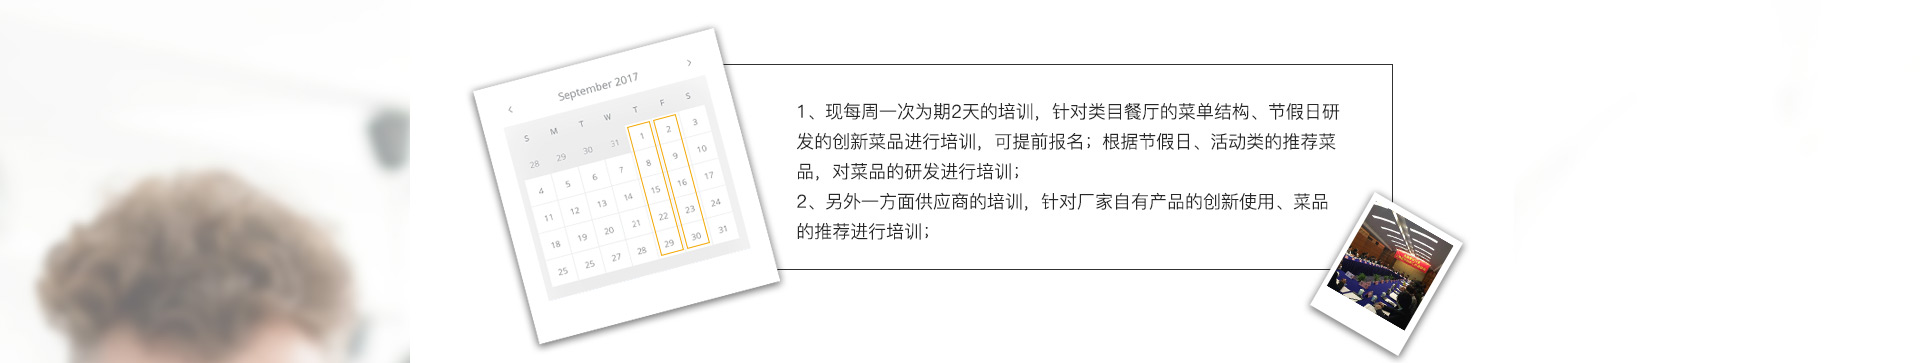 September 2017
S M T W T F S
28 29 30 31 1 2 3
4 5 6 7 8 9 10
11 12 13 14 15 16 17
18 19 20 21 22 23 24
25 25 27 28 29 30 31
1、现每周一次为期2天的培训，针对类目餐厅的菜单结构、节假日研
发的创新菜品进行培训，可提前报名；根据节假日、活动类的推荐菜
品，对菜品的研发进行培训；
2、另外一方面供应商的培训，针对厂家自有产品的创新使用、菜品
的推荐进行培训；